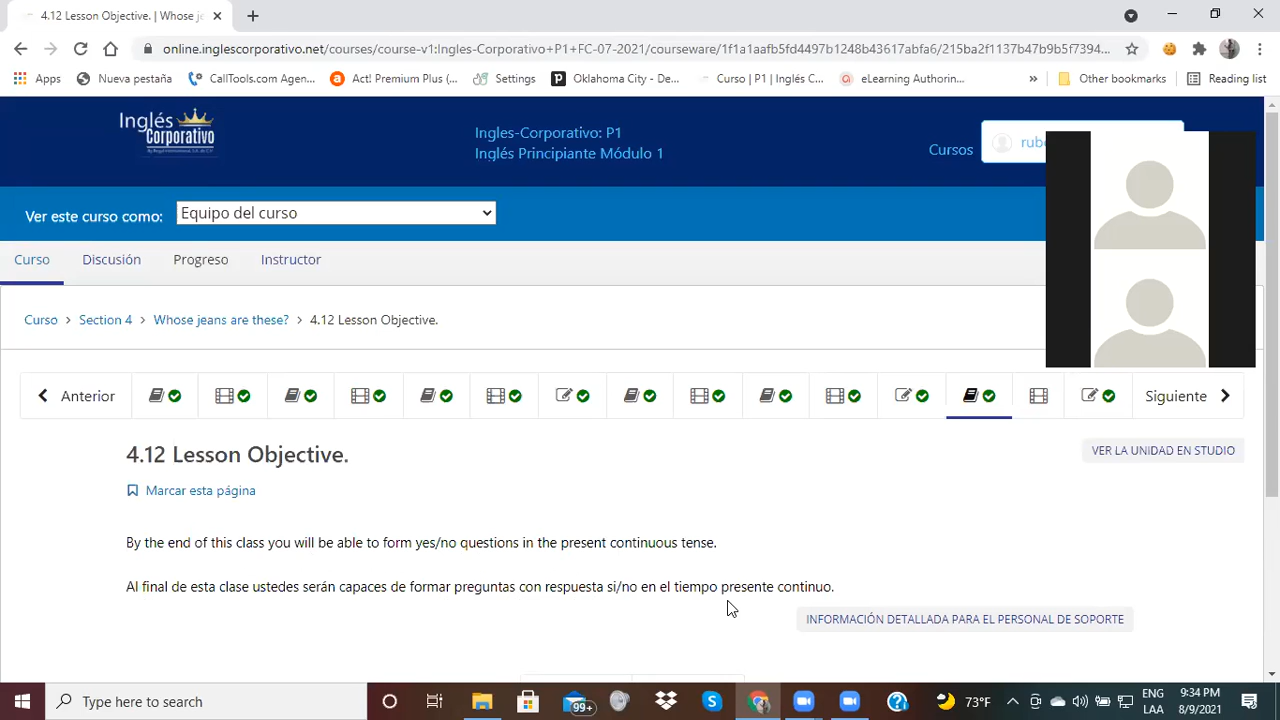 4.12 Lesson Objective. | Whose je
online.inglescorporativo.net/courses/course-v1:Ingles-Corporativo+P1+FC-07-2021/courseware/1f1a1aafb5fd4497b1248b43617abfa6/215ba2f1137b47b9b5f7394...
Apps Nueva pestaña CallTools.com Agen... Act! Premium Plus (... Settings Oklahoma City - De... Curso | P1 | Inglés C... eLearning Authorin... » Other bookmarks Reading list
Inglés Corporativo
Ingles-Corporativo: P1
Inglés Principiante Módulo 1
Cursos rube
Ver este curso como: Equipo del curso
Curso Discusión Progreso Instructor
Curso > Section 4 > Whose jeans are these? > 4.12 Lesson Objective.
Anterior Siguiente
4.12 Lesson Objective.
VER LA UNIDAD EN STUDIO
Marcar esta página
By the end of this class you will be able to form yes/no questions in the present continuous tense.
Al final de esta clase ustedes serán capaces de formar preguntas con respuesta si/no en el tiempo presente continuo.
INFORMACIÓN DETALLADA PARA EL PERSONAL DE SOPORTE
Type here to search 99+ 73°F ENG 9:34 PM
LAA 8/9/2021